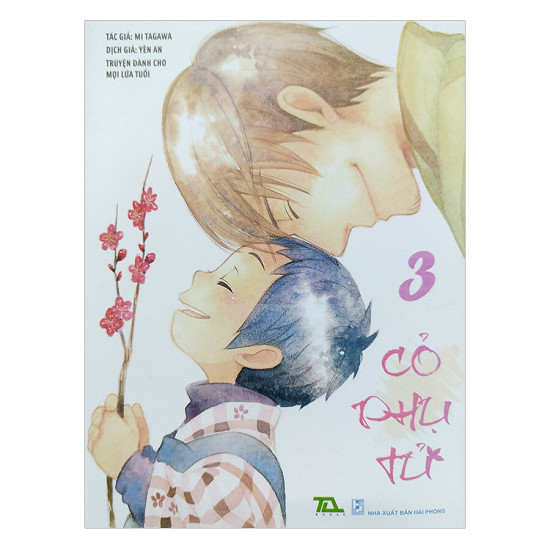 TÁC GIẢ: MI TAGAWA
DỊCH GIẢ: YÊN AN
TRUYỆN DÀNH CHO
MỌI LỨA TUỔI
3
CỎ
PHỤ
TỬ
BOOKS
NHÀ XUẤT BẢN HẢI PHÒNG